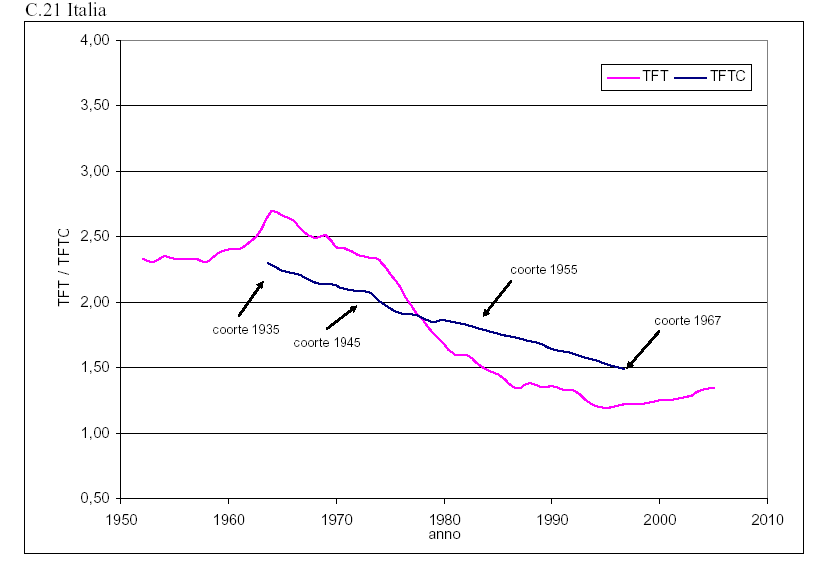 C.21 Italia
4,00
TFT TFTC
3,50
3,00
2,50
TFT / TFTC
coorte 1955
2,00
coorte 1935
coorte 1945
coorte 1967
1,50
1,00
0,50
1950 1960 1970 1980 1990 2000 2010
anno